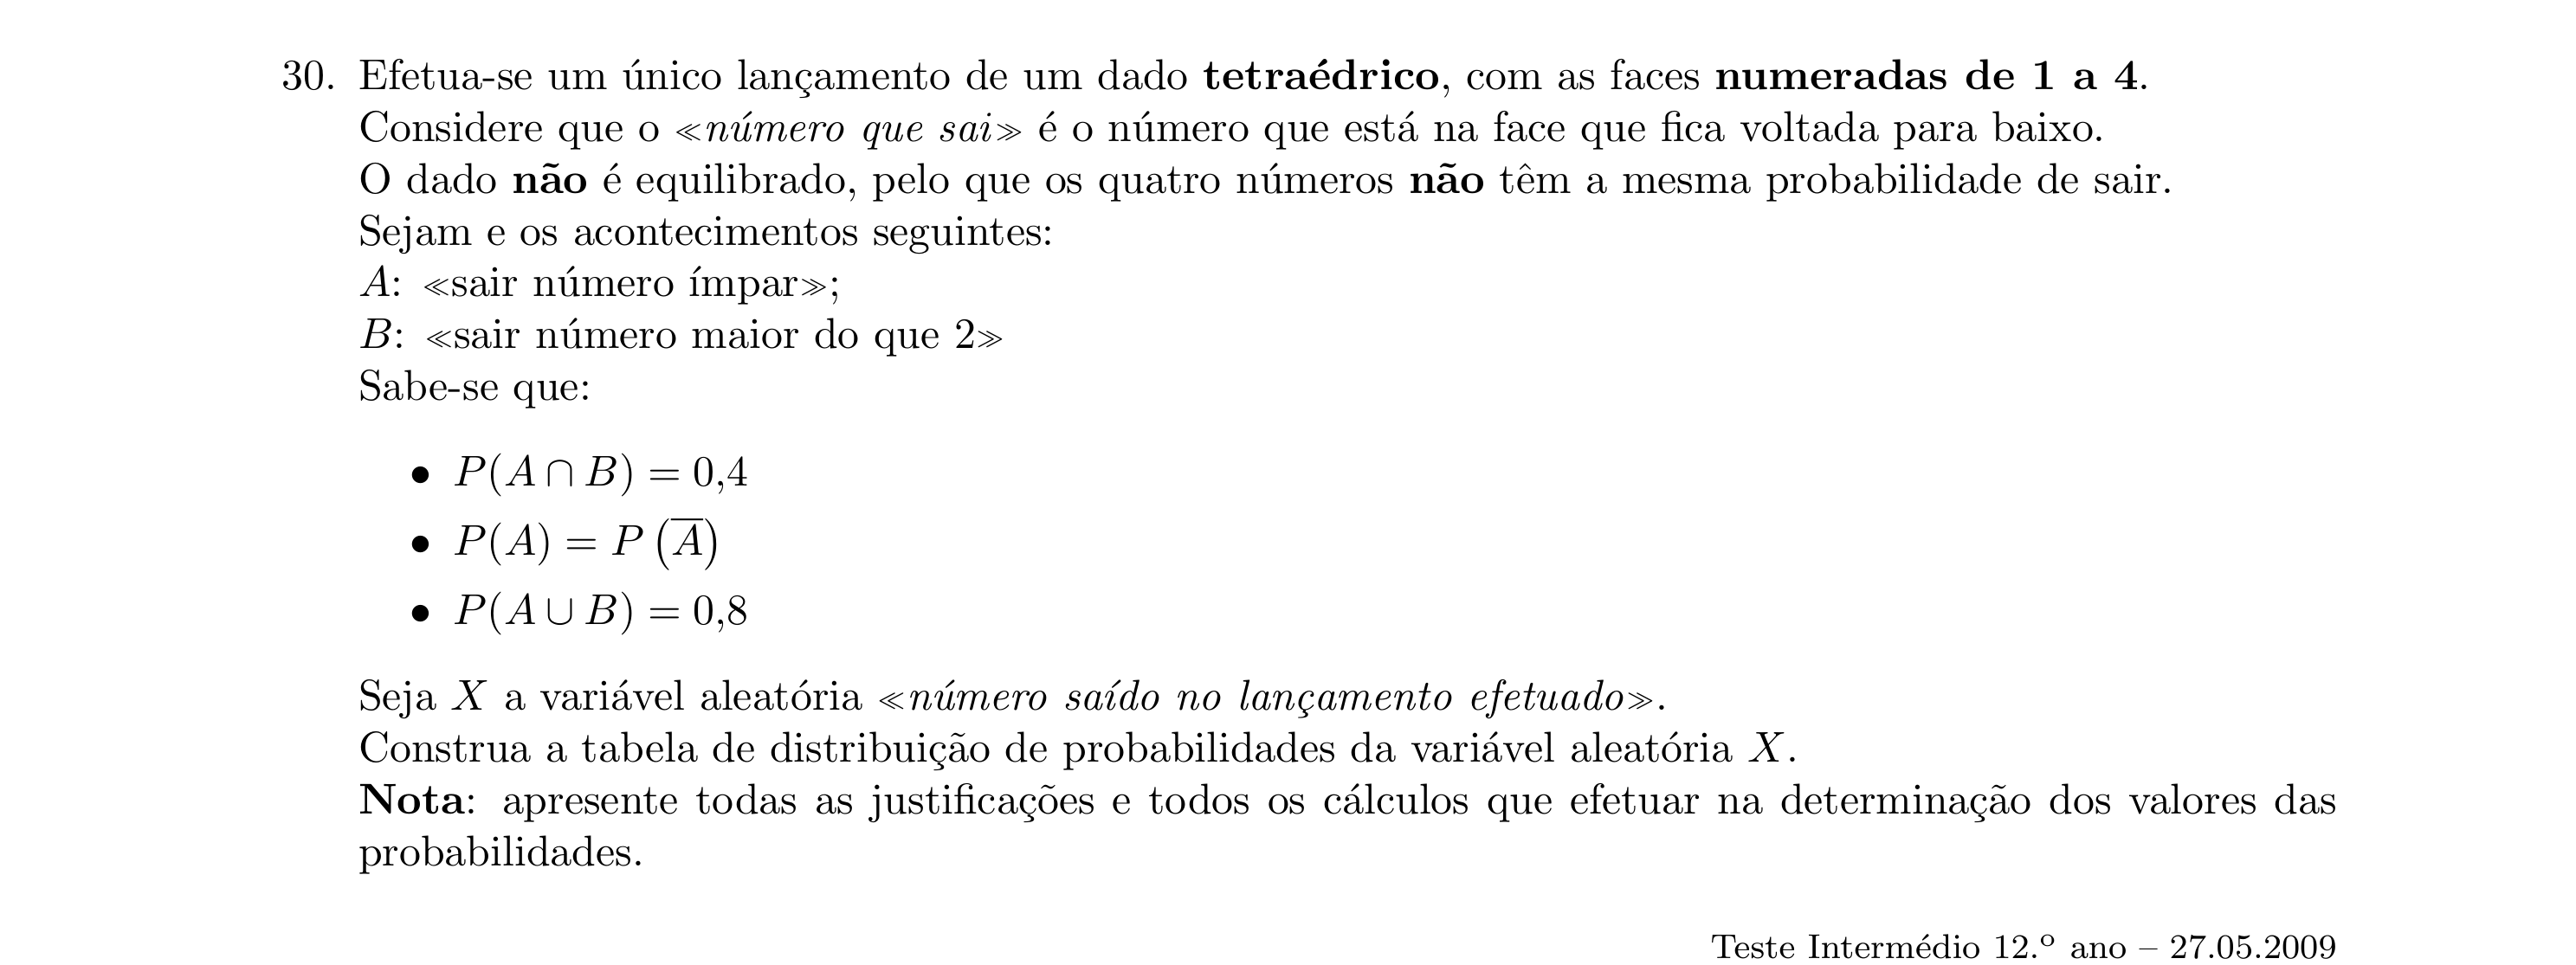 30. Efetua-se um único lançamento de um dado tetraédrico, com as faces numeradas de 1 a 4.
Considere que o «número que sai» é o número que está na face que fica voltada para baixo.
O dado não é equilibrado, pelo que os quatro números não têm a mesma probabilidade de sair.
Sejam e os acontecimentos seguintes:
A: «sair número ímpar»;
B: «sair número maior do que 2»
Sabe-se que:
• P(A ∩ B) = 0,4
• P(A) = P(A̅)
• P(A ∪ B) = 0,8
Seja X a variável aleatória «número saído no lançamento efetuado».
Construa a tabela de distribuição de probabilidades da variável aleatória X.
Nota: apresente todas as justificações e todos os cálculos que efetuar na determinação dos valores das
probabilidades.
Teste Intermédio 12.º ano – 27.05.2009